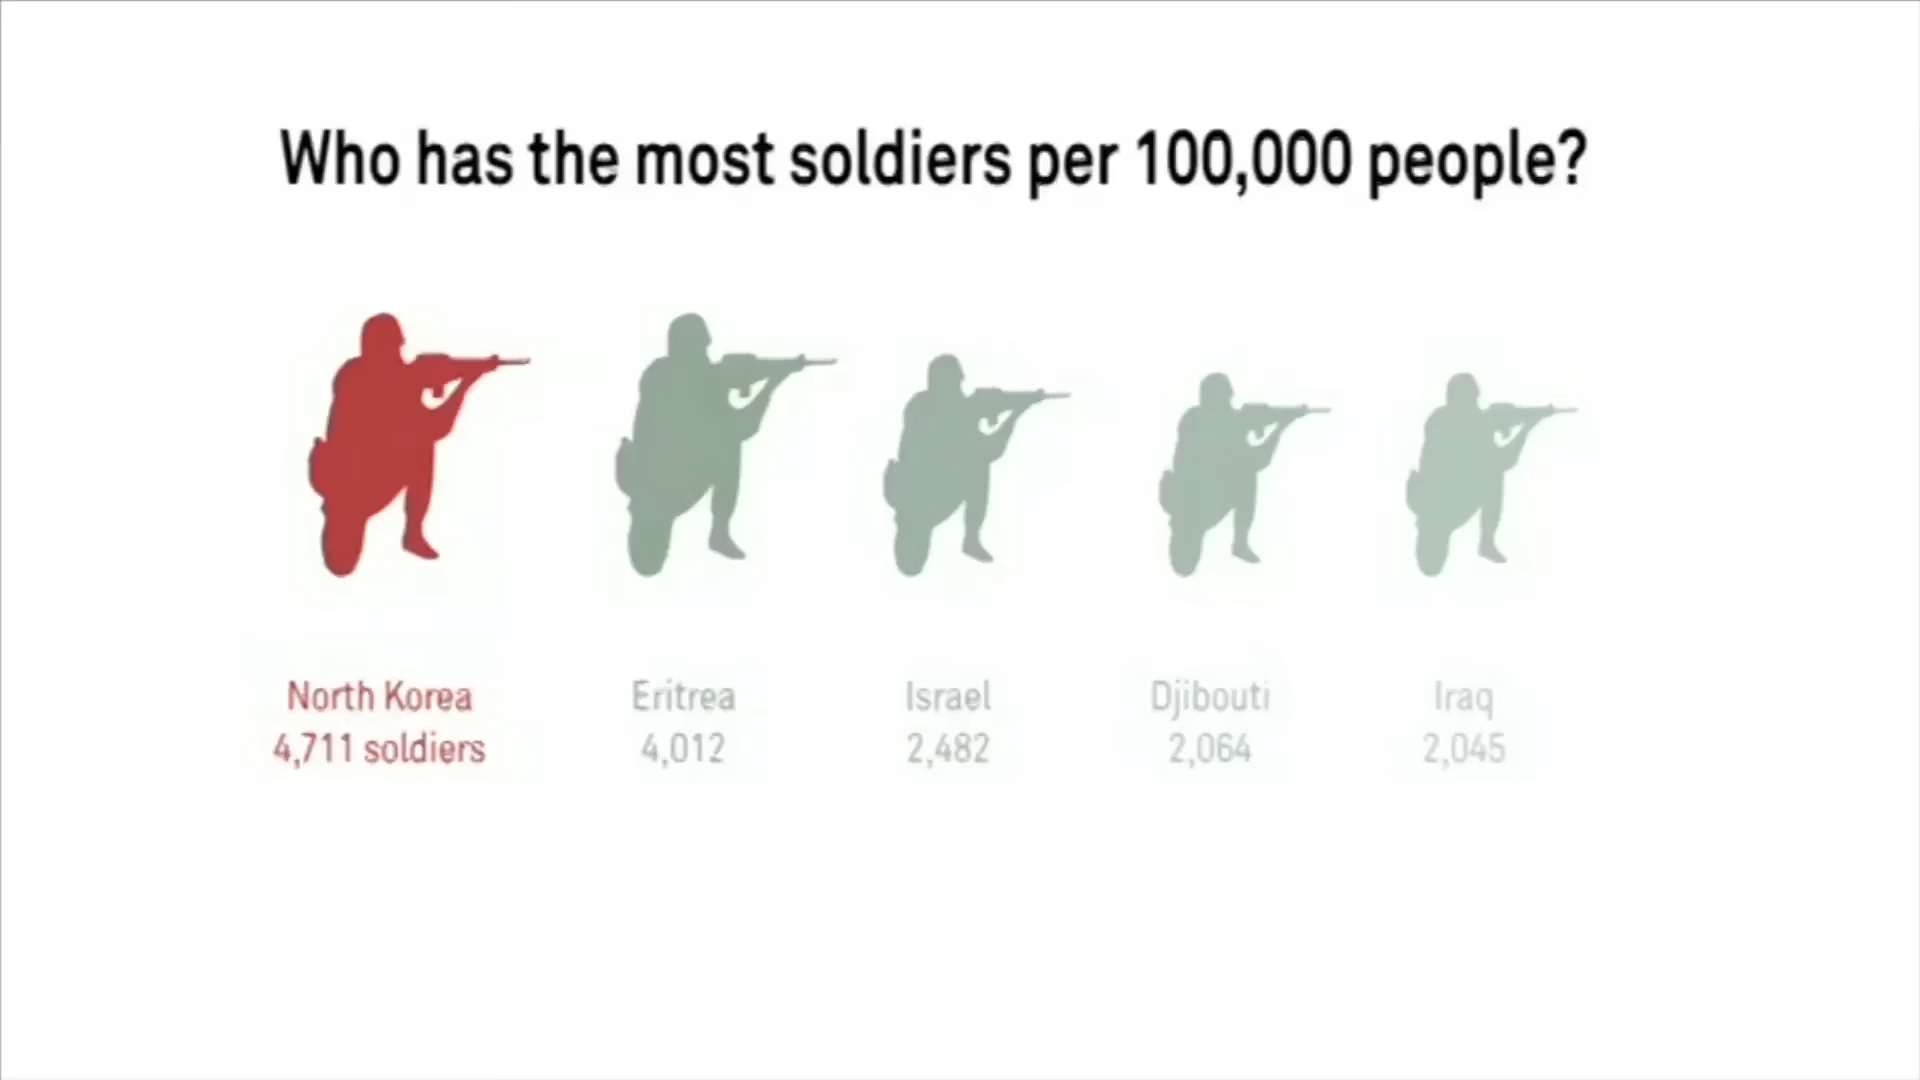 Who has the most soldiers per 100,000 people?
North Korea
4,711 soldiers
Eritrea
4,012
Israel
2,482
Djibouti
2,064
Iraq
2,045